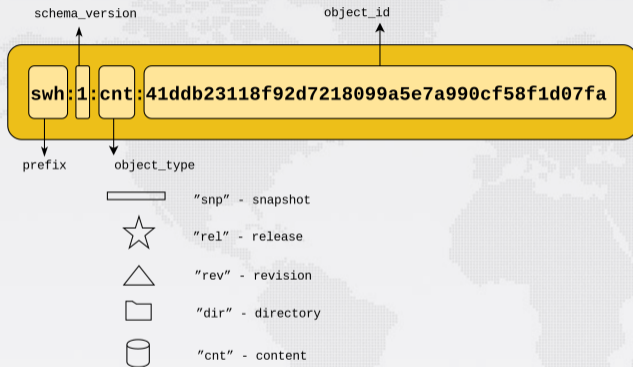 schema_version
object_id
swh:1:cnt:41ddb23118f92d7218099a5e7a990cf58f1d07fa
prefix
object_type
”snp” - snapshot
”rel” - release
”rev” - revision
”dir” - directory
”cnt” - content